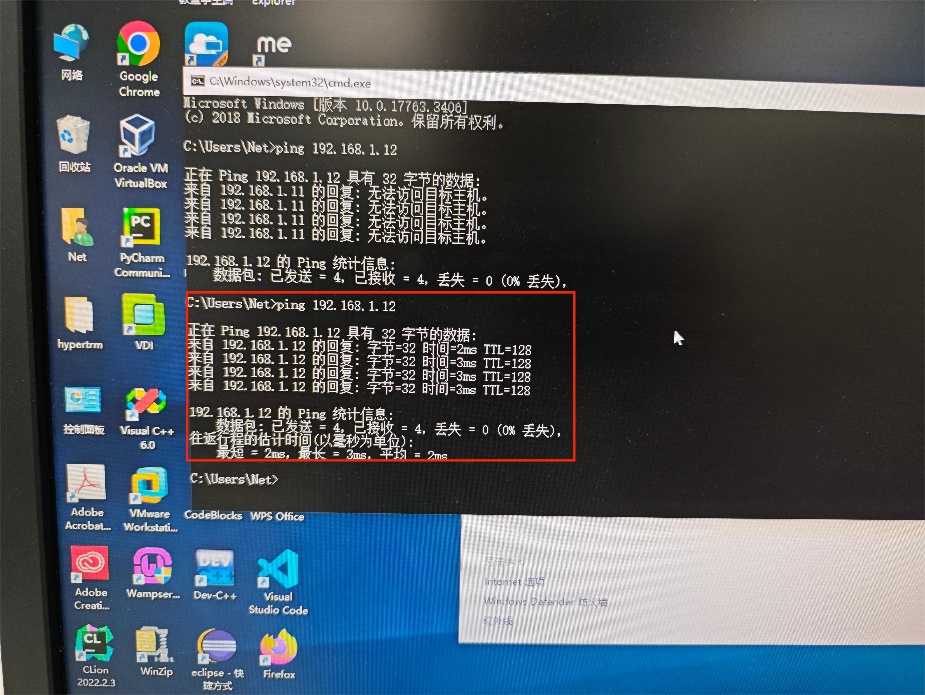 Explorer
me
网络
Google
Chrome
C:\Windows\system32\cmd.exe
Microsoft Windows [版本 10.0.17763.3406]
(c) 2018 Microsoft Corporation。保留所有权利。
C:\Users\Net>ping 192.168.1.12
正在 Ping 192.168.1.12 具有 32 字节的数据:
来自 192.168.1.11 的回复: 无法访问目标主机。
来自 192.168.1.11 的回复: 无法访问目标主机。
来自 192.168.1.11 的回复: 无法访问目标主机。
来自 192.168.1.11 的回复: 无法访问目标主机。
192.168.1.12 的 Ping 统计信息:
数据包: 已发送 = 4，已接收 = 4，丢失 = 0 (0% 丢失)，
C:\Users\Net>ping 192.168.1.12
正在 Ping 192.168.1.12 具有 32 字节的数据:
来自 192.168.1.12 的回复: 字节=32 时间=2ms TTL=128
来自 192.168.1.12 的回复: 字节=32 时间=3ms TTL=128
来自 192.168.1.12 的回复: 字节=32 时间=3ms TTL=128
来自 192.168.1.12 的回复: 字节=32 时间=3ms TTL=128
192.168.1.12 的 Ping 统计信息:
数据包: 已发送 = 4，已接收 = 4，丢失 = 0 (0% 丢失)，
往返行程的估计时间(以毫秒为单位):
最短 = 2ms，最长 = 3ms，平均 = 2ms
C:\Users\Net>
回收站
Oracle VM
VirtualBox
Net
PC
PyCharm
Communi...
hypertrm
VDI
控制面板
Visual C++
6.0
Adobe
Acrobat...
VMware
Workstati...
CodeBlocks
WPS Office
Adobe
Creati...
Wampser...
DEV
Dev-C++
Visual
Studio Code
CL
CLion
2022.2.3
WinZip
eclipse - 快
捷方式
Firefox
Internet 选项
Windows Defender 防火墙
红外线